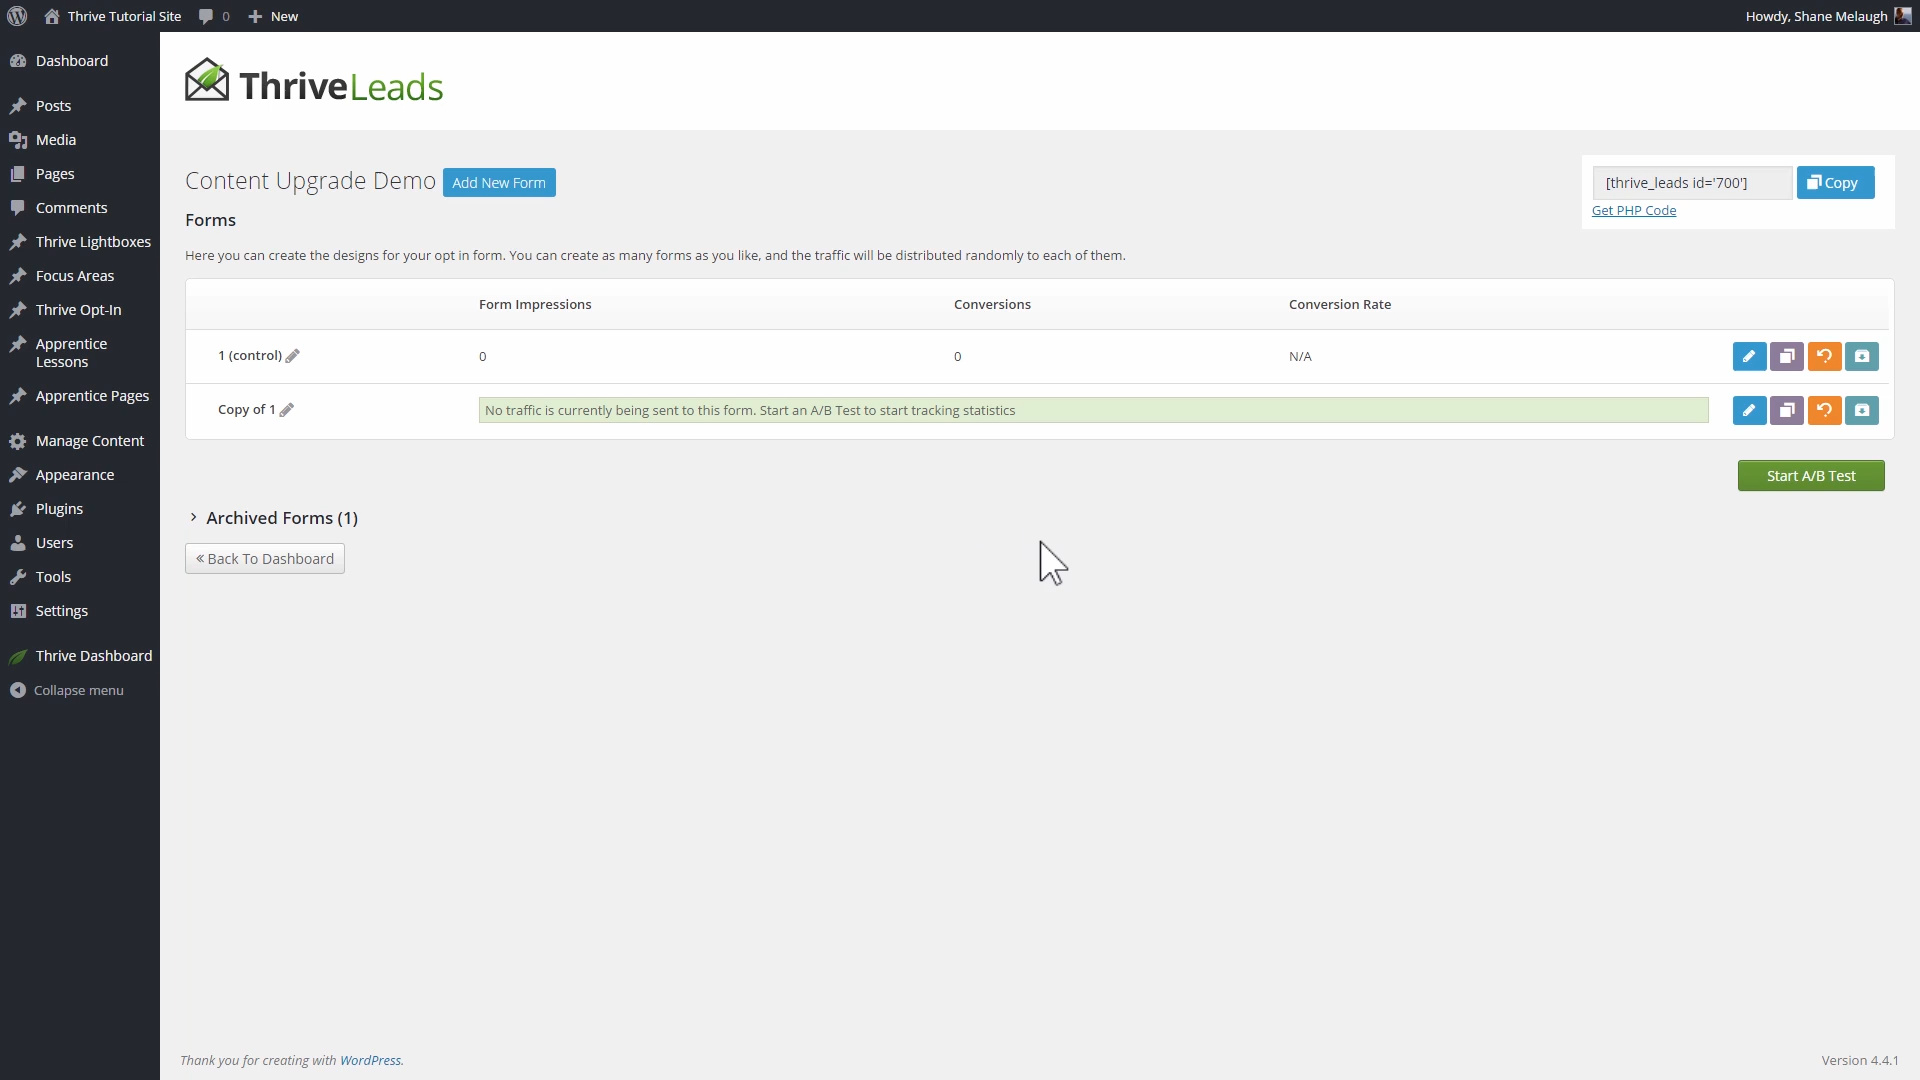 Thrive Tutorial Site 0 New Howdy, Shane Melaugh
Dashboard
Posts
Media
Pages
Comments
Thrive Lightboxes
Focus Areas
Thrive Opt-In
Apprentice
Lessons
Apprentice Pages
Manage Content
Appearance
Plugins
Users
Tools
Settings
Thrive Dashboard
Collapse menu
ThriveLeads
Content Upgrade Demo Add New Form
[thrive_leads id='700'] Copy
Get PHP Code
Forms
Here you can create the designs for your opt in form. You can create as many forms as you like, and the traffic will be distributed randomly to each of them.
Form Impressions Conversions Conversion Rate
1 (control) 0 0 N/A
Copy of 1 No traffic is currently being sent to this form. Start an A/B Test to start tracking statistics
Start A/B Test
> Archived Forms (1)
« Back To Dashboard
Thank you for creating with WordPress. Version 4.4.1